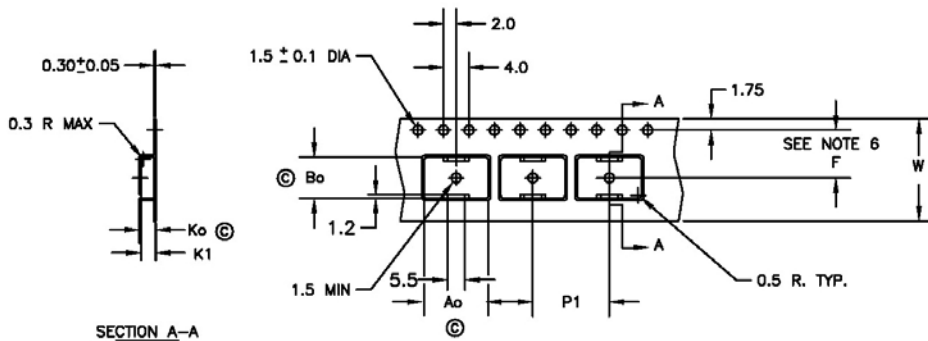 2.0
1.5 ± 0.1 DIA
0.30±0.05
4.0
A
1.75
0.3 R MAX
SEE NOTE 6
F
W
Ⓒ Bo
1.2
Ko Ⓒ
K1
A
5.5
1.5 MIN
0.5 R. TYP.
Ao
P1
Ⓒ
SECTION A-A